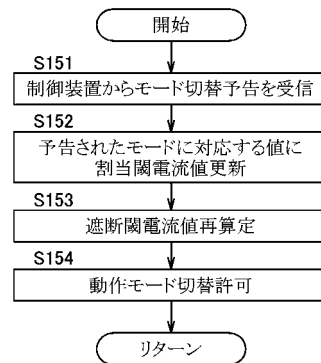 開始
S151
制御装置からモード切替予告を受信
S152
予告されたモードに対応する値に
割当閾電流値更新
S153
遮断閾電流値再算定
S154
動作モード切替許可
リターン